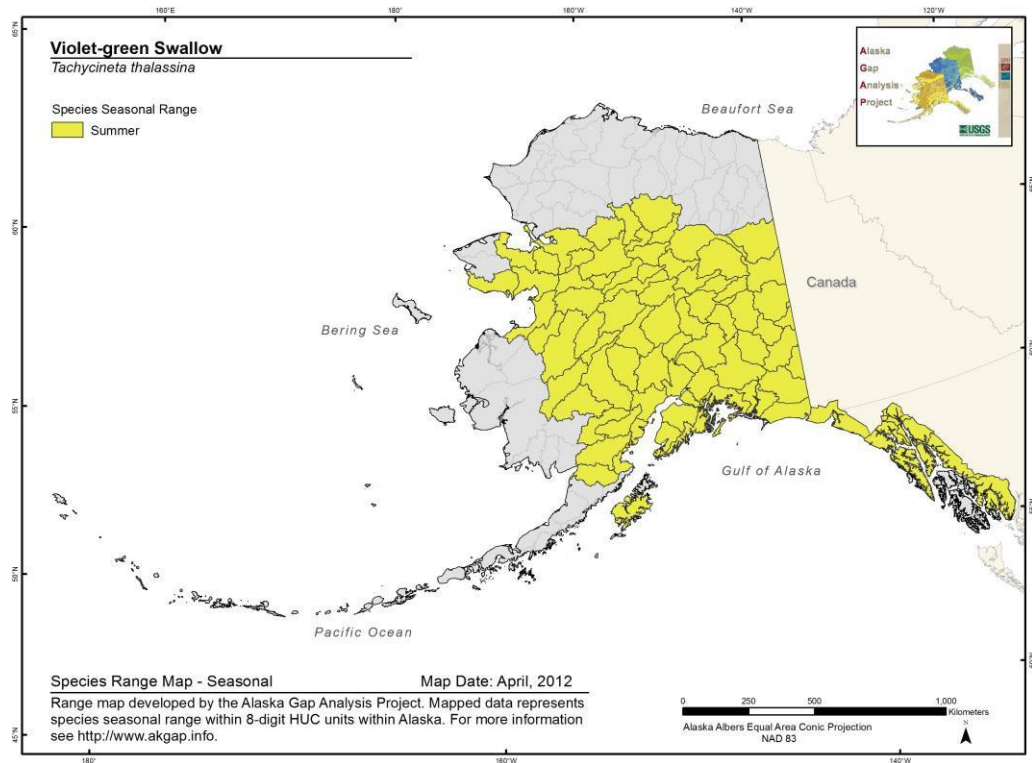 160°E
180°
160°W
140°W
120°W
65°N
Violet-green Swallow
Tachycineta thalassina
Species Seasonal Range
Summer
Beaufort Sea
Alaska
Gap
Analysis
Project
USGS
60°N
Canada
Bering Sea
55°N
Gulf of Alaska
50°N
Pacific Ocean
Species Range Map - Seasonal
Map Date: April, 2012
Range map developed by the Alaska Gap Analysis Project. Mapped data represents
species seasonal range within 8-digit HUC units within Alaska. For more information
see http://www.akgap.info.
0 250 500 750 1,000
Kilometers
Alaska Albers Equal Area Conic Projection
NAD 83
N
45°N
180°
160°W
140°W